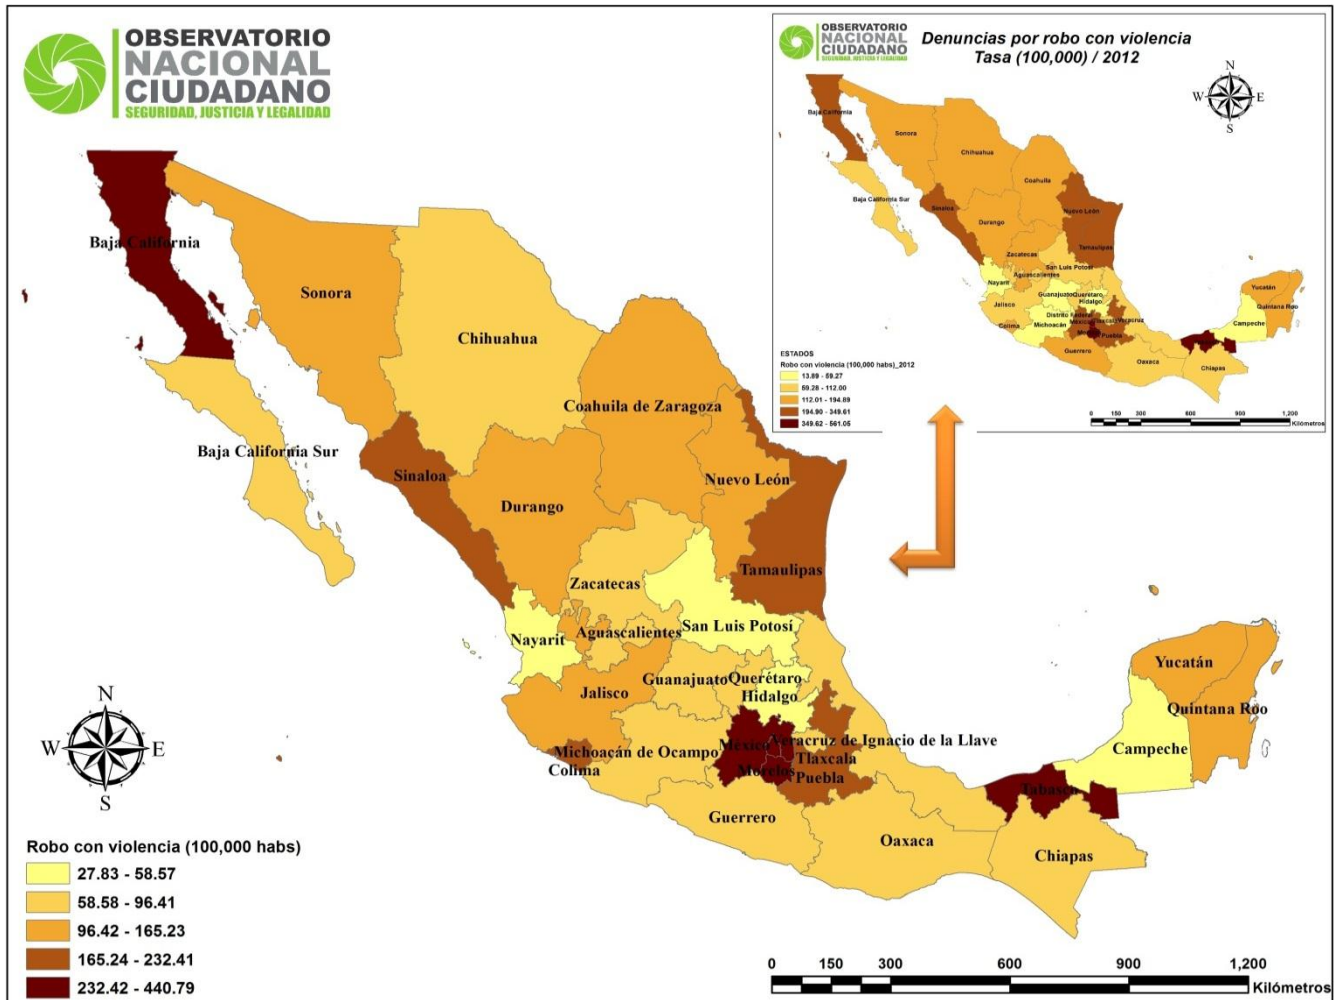 OBSERVATORIO
NACIONAL
CIUDADANO
SEGURIDAD, JUSTICIA Y LEGALIDAD
OBSERVATORIO
NACIONAL
CIUDADANO
SEGURIDAD, JUSTICIA Y LEGALIDAD
Denuncias por robo con violencia
Tasa (100,000) / 2012
N
W E
S
Baja California
Sonora
Chihuahua
Coahuila
Baja California Sur
Sinaloa
Nuevo León
Durango
Tamaulipas
Zacatecas
San Luis Potosí
Aguascalientes
Nayarit
Guanajuato
Querétaro
Hidalgo
Jalisco
Yucatán
Quintana Roo
Distrito Federal
Michoacán
Veracruz
Campeche
Colima
Puebla
Guerrero
Oaxaca
Chiapas
ESTADOS
Robo con violencia (100,000 habs)_2012
13.89 - 59.27
59.28 - 112.00
112.01 - 194.89
194.90 - 349.61
349.62 - 561.05
0 150 300 600 900 1,200
Kilómetros
Baja California
Sonora
Chihuahua
Coahuila de Zaragoza
Baja California Sur
Sinaloa
Nuevo León
Durango
Tamaulipas
Zacatecas
San Luis Potosí
Nayarit
Aguascalientes
Guanajuato
Querétaro
Hidalgo
Jalisco
Yucatán
Quintana Roo
Campeche
México
Veracruz de Ignacio de la Llave
Michoacán de Ocampo
Tlaxcala
Colima
Morelos
Puebla
Tabasco
Guerrero
Oaxaca
Chiapas
N
W E
S
Robo con violencia (100,000 habs)
27.83 - 58.57
58.58 - 96.41
96.42 - 165.23
165.24 - 232.41
232.42 - 440.79
0 150 300 600 900 1,200
Kilómetros